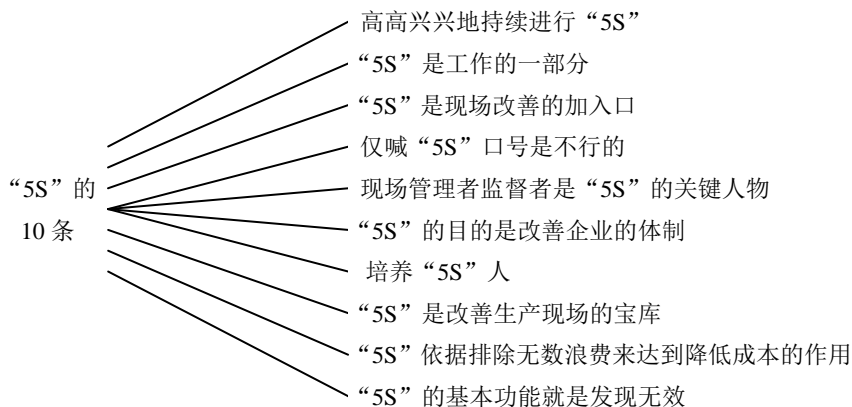 高高兴兴地持续进行“5S”
“5S”是工作的一部分
“5S”是现场改善的加入口
仅喊“5S”口号是不行的
“5S”的
10 条
现场管理者监督者是“5S”的关键人物
“5S”的目的是改善企业的体制
培养“5S”人
“5S”是改善生产现场的宝库
“5S”依据排除无数浪费来达到降低成本的作用
“5S”的基本功能就是发现无效